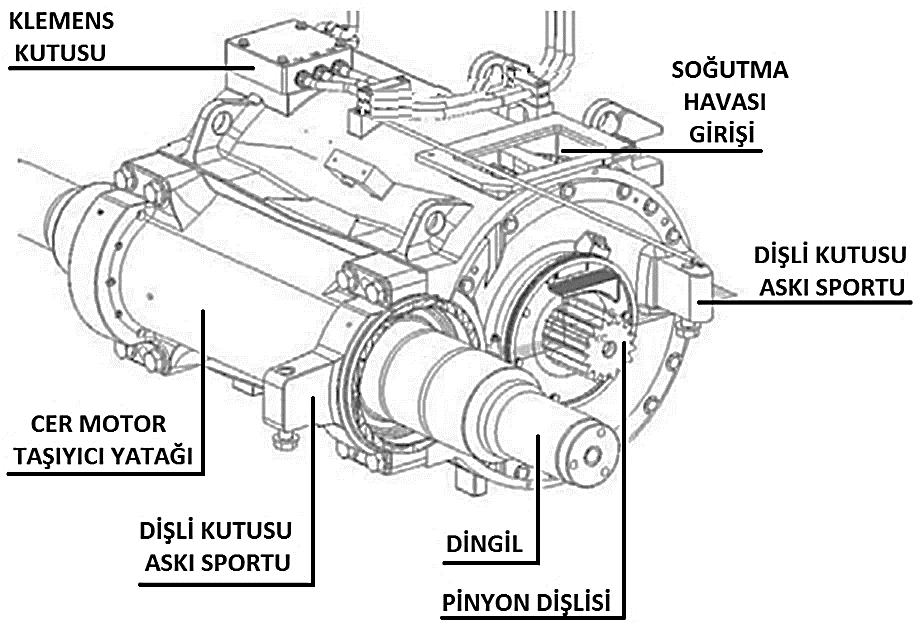 KLEMENS
KUTUSU
SOĞUTMA
HAVASI
GİRİŞİ
DİŞLİ KUTUSU
ASKI SPORTU
CER MOTOR
TAŞIYICI YATAĞI
DİŞLİ KUTUSU
ASKI SPORTU
DİNGİL
PİNYON DİŞLİSİ